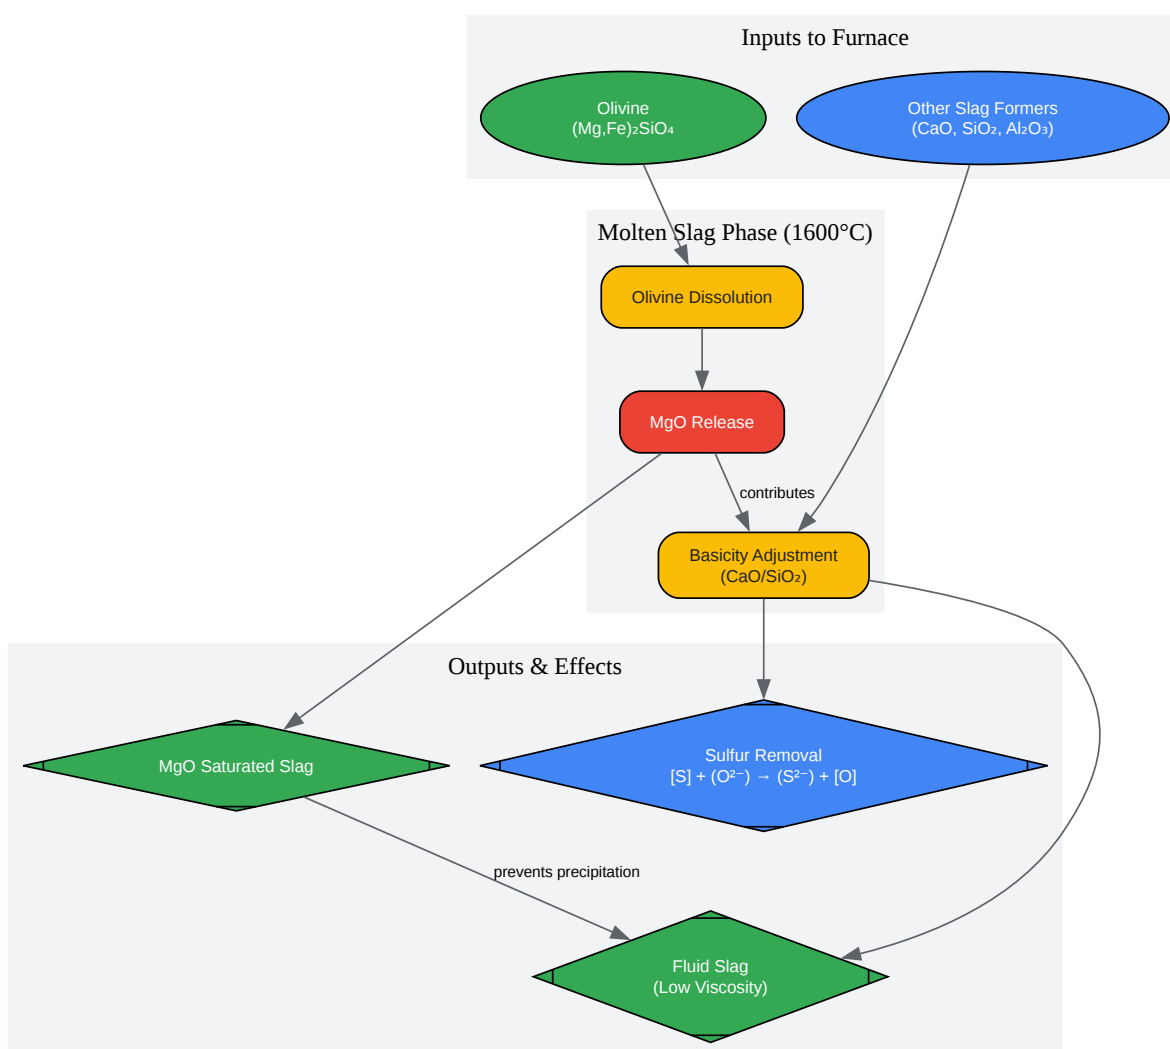 Inputs to Furnace
Olivine
(Mg,Fe)₂SiO₄
Other Slag Formers
(CaO, SiO₂, Al₂O₃)
Molten Slag Phase (1600°C)
Olivine Dissolution
MgO Release
contributes
Basicity Adjustment
(CaO/SiO₂)
Outputs & Effects
MgO Saturated Slag
Sulfur Removal
[S] + (O²⁻) → (S²⁻) + [O]
prevents precipitation
Fluid Slag
(Low Viscosity)